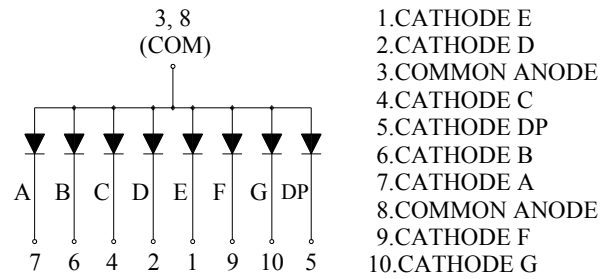 3, 8
(COM)
A B C D E F G DP
7 6 4 2 1 9 10 5
1.CATHODE E
2.CATHODE D
3.COMMON ANODE
4.CATHODE C
5.CATHODE DP
6.CATHODE B
7.CATHODE A
8.COMMON ANODE
9.CATHODE F
10.CATHODE G